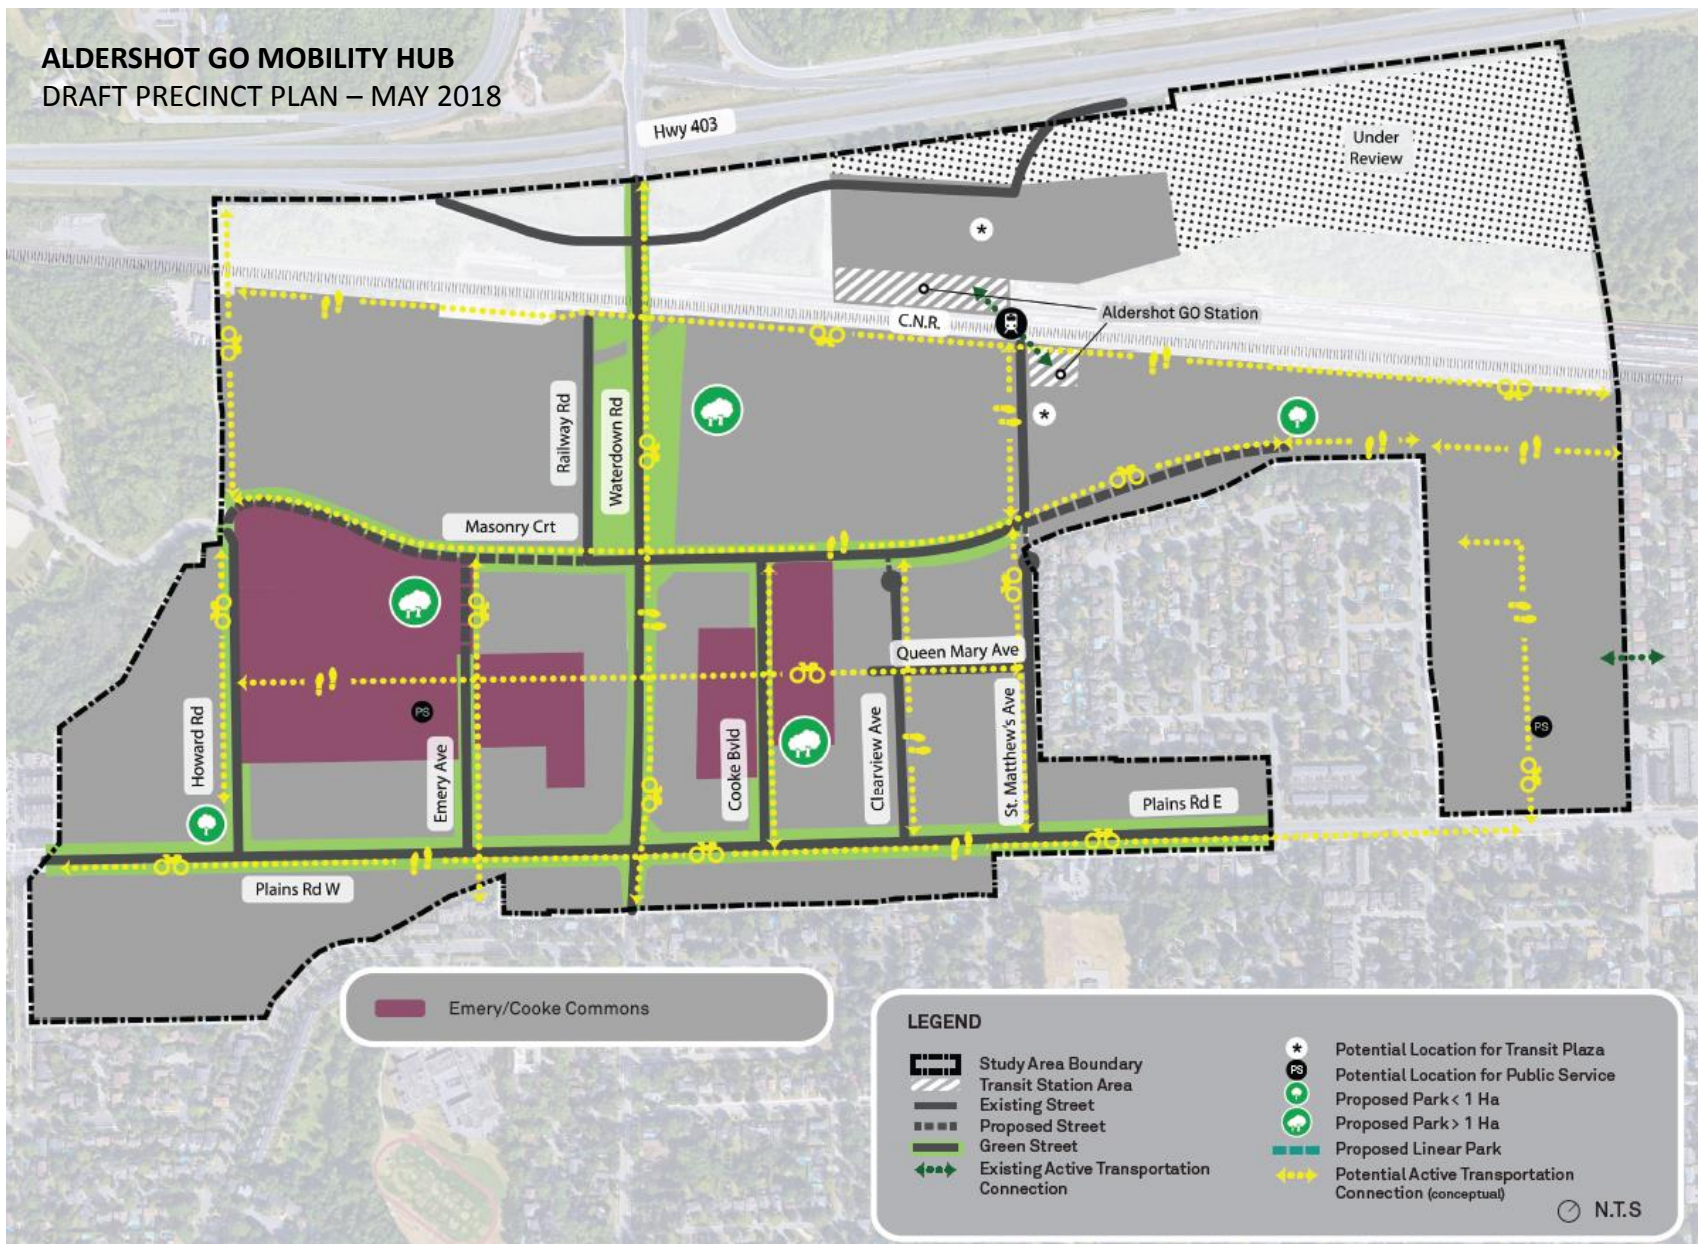 ALDERSHOT GO MOBILITY HUB
DRAFT PRECINCT PLAN – MAY 2018
Hwy 403
Under
Review
Aldershot GO Station
C.N.R.
Railway Rd
Waterdown Rd
Masonry Crt
Queen Mary Ave
Howard Rd
PS
Emery Ave
Cooke Bvld
Clearview Ave
St. Matthew's Ave
PS
Plains Rd E
Plains Rd W
Emery/Cooke Commons
LEGEND
Study Area Boundary
Transit Station Area
Existing Street
Proposed Street
Green Street
Existing Active Transportation
Connection
Potential Location for Transit Plaza
PS Potential Location for Public Service
Proposed Park < 1 Ha
Proposed Park > 1 Ha
Proposed Linear Park
Potential Active Transportation
Connection (conceptual)
N.T.S